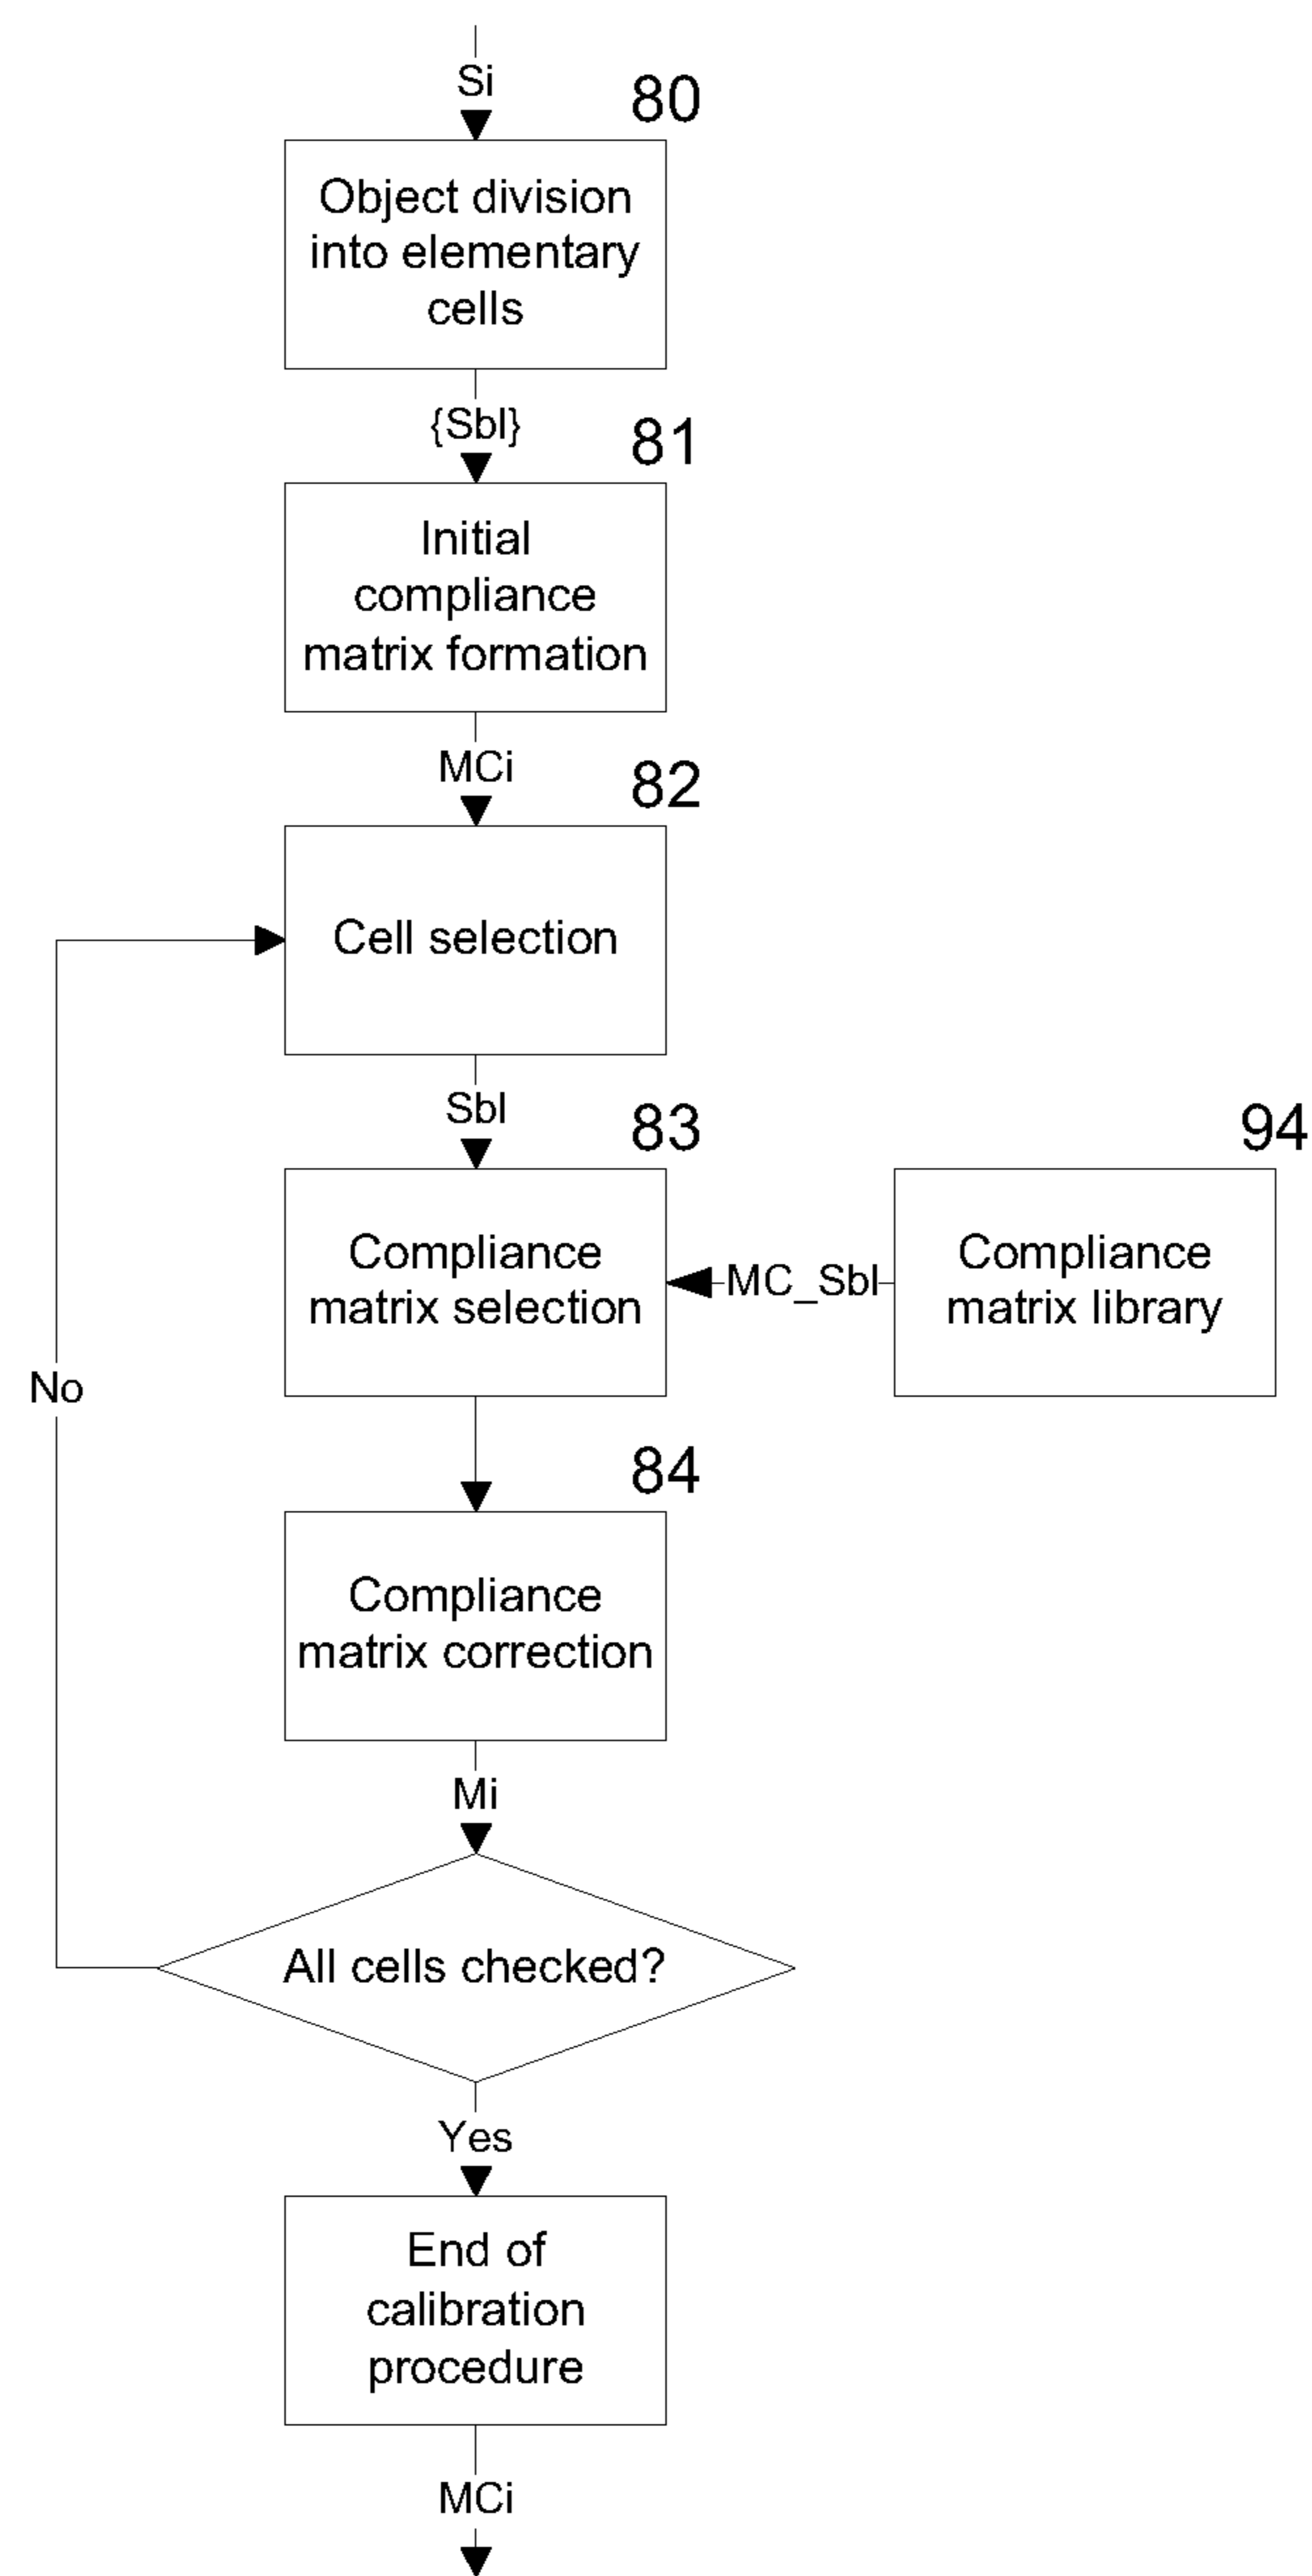 Si
80
Object division
into elementary
cells
{Sbl}
81
Initial
compliance
matrix formation
MCi
82
Cell selection
Sbl
83
94
Compliance
matrix selection
MC_Sbl
Compliance
matrix library
No
84
Compliance
matrix correction
Mi
All cells checked?
Yes
End of
calibration
procedure
MCi